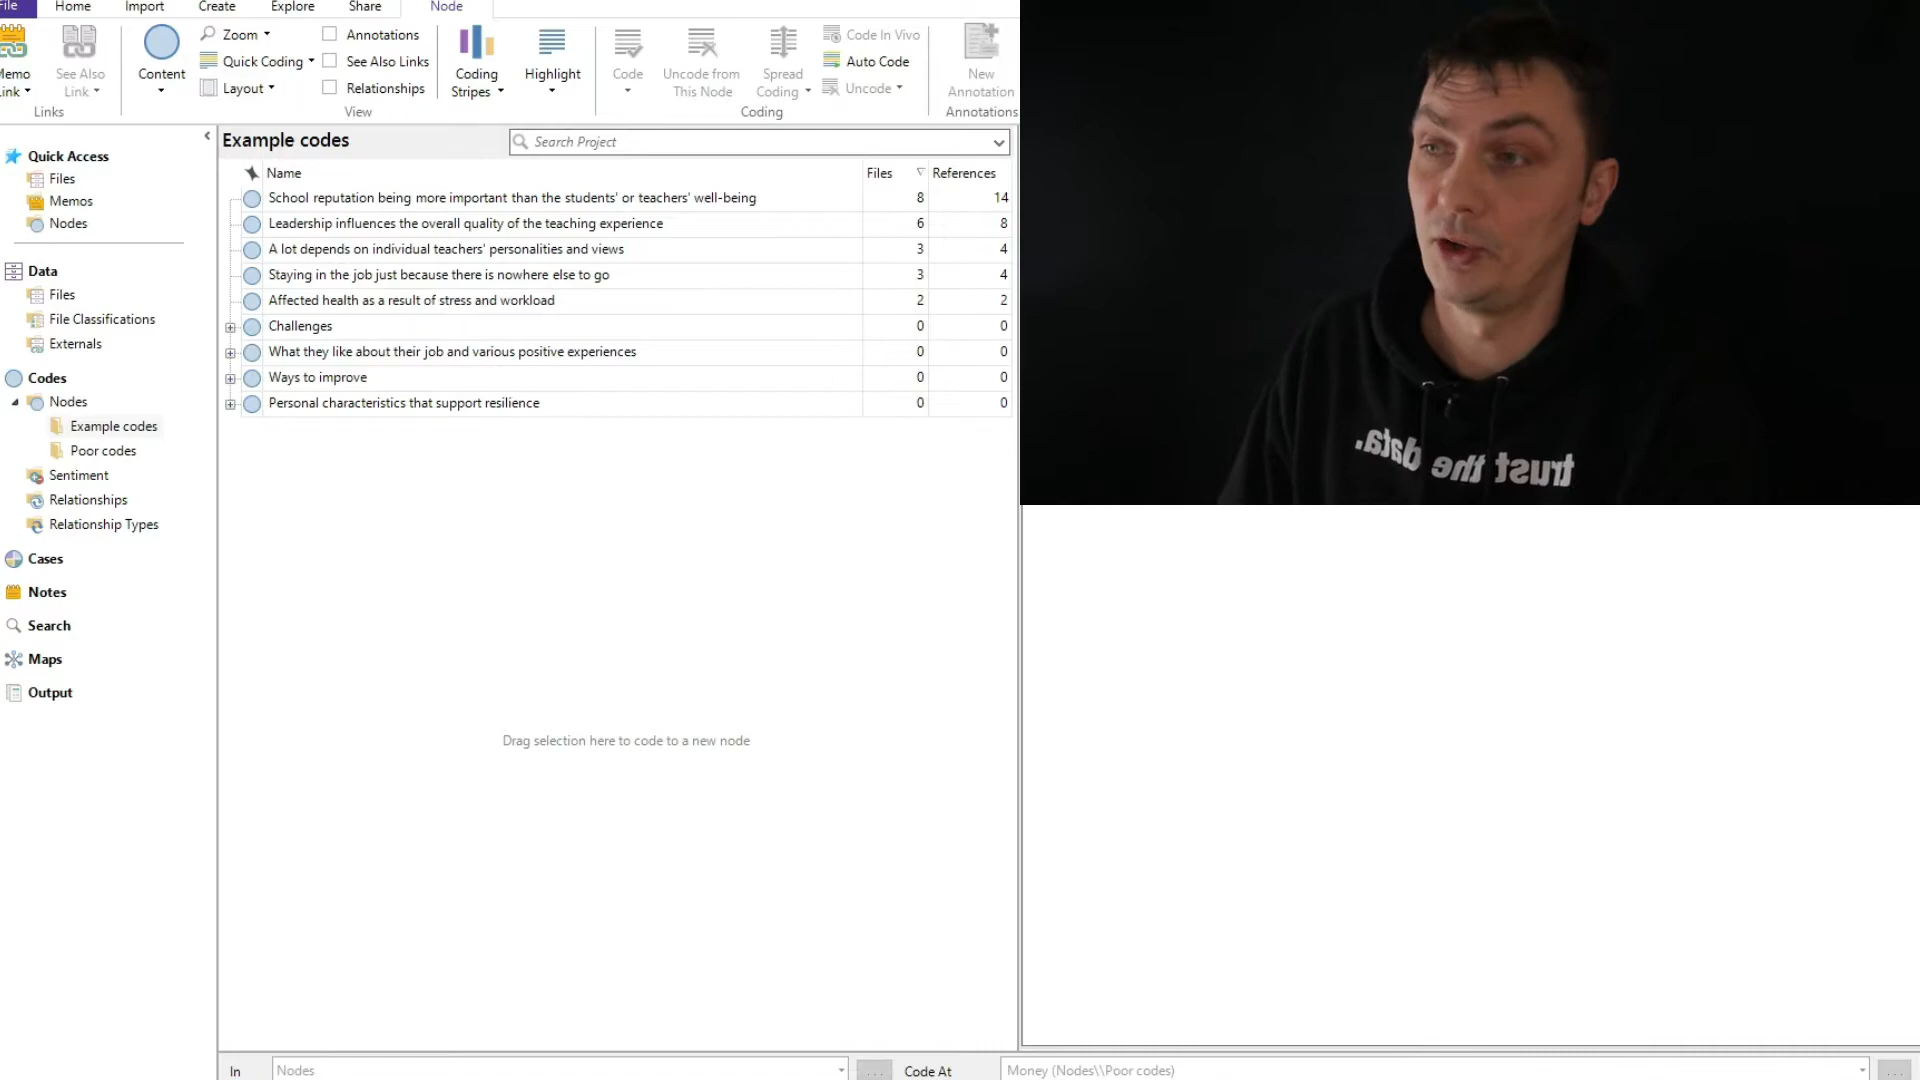 File
Home
Import
Create
Explore
Share
Node
Memo
Link
See Also
Link
Links
Content
Zoom
Quick Coding
Layout
Annotations
See Also Links
Relationships
View
Coding
Stripes
Highlight
Code
Uncode from
This Node
Spread
Coding
Code In Vivo
Auto Code
Uncode
Coding
New
Annotation
Annotations
Quick Access
Files
Memos
Nodes
Data
Files
File Classifications
Externals
Codes
Nodes
Example codes
Poor codes
Sentiment
Relationships
Relationship Types
Cases
Notes
Search
Maps
Output
Example codes
Search Project
Name Files References
School reputation being more important than the students' or teachers' well-being 8 14
Leadership influences the overall quality of the teaching experience 6 8
A lot depends on individual teachers' personalities and views 3 4
Staying in the job just because there is nowhere else to go 3 4
Affected health as a result of stress and workload 2 2
Challenges 0 0
What they like about their job and various positive experiences 0 0
Ways to improve 0 0
Personal characteristics that support resilience 0 0
Drag selection here to code to a new node
In Nodes ... Code At Money (Nodes\\Poor codes) ...
trust the data.